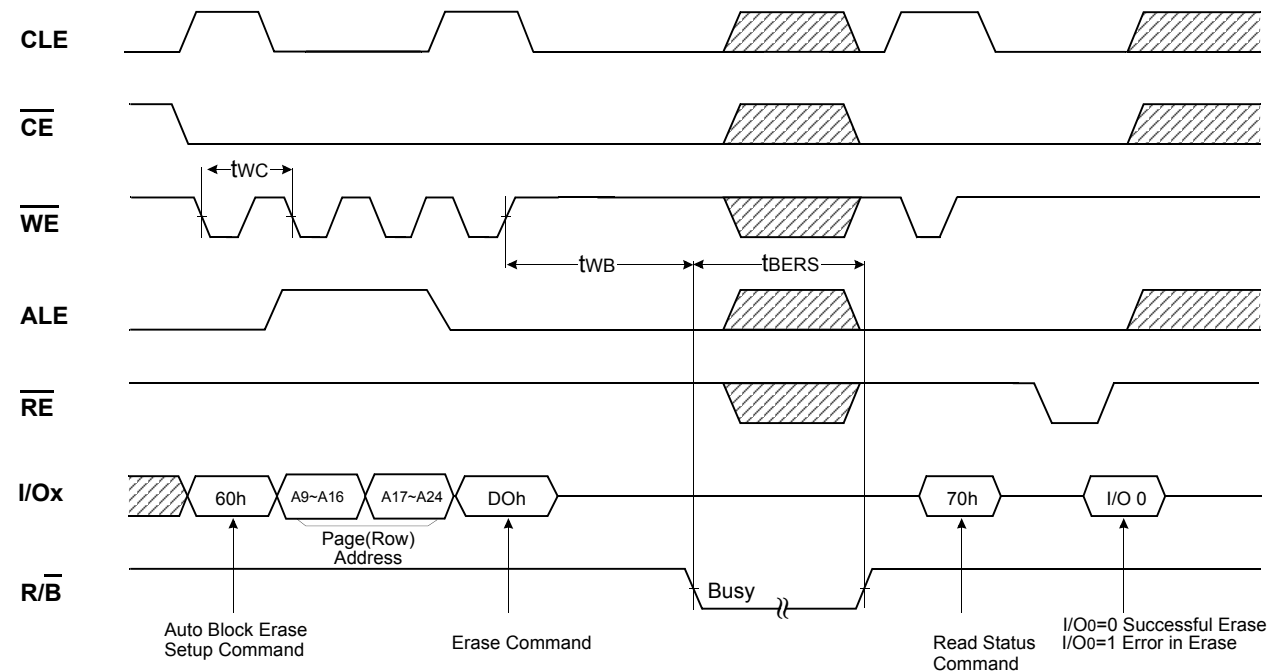 CLE
CE
tWC
WE
tWB
tBERS
ALE
RE
I/Ox
60h
A9~A16
A17~A24
DOh
70h
I/O 0
Page(Row)
Address
R/B
Busy
Auto Block Erase
Setup Command
Erase Command
Read Status
Command
I/O0=0 Successful Erase
I/O0=1 Error in Erase